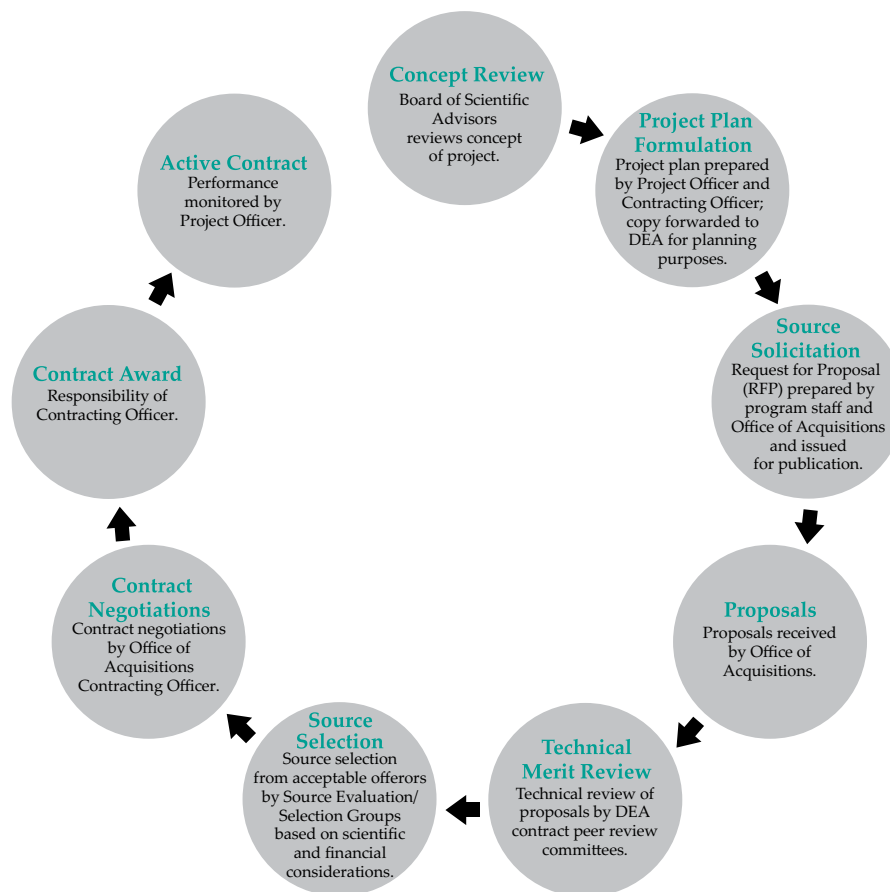 Concept Review
Board of Scientific
Advisors
reviews concept
of project.
Project Plan
Formulation
Project plan prepared
by Project Officer and
Contracting Officer;
copy forwarded to
DEA for planning
purposes.
Source
Solicitation
Request for Proposal
(RFP) prepared by
program staff and
Office of Acquisitions
and issued
for publication.
Proposals
Proposals received
by Office of
Acquisitions.
Technical
Merit Review
Technical review of
proposals by DEA
contract peer review
committees.
Source
Selection
Source selection
from acceptable offerors
by Source Evaluation/
Selection Groups
based on scientific
and financial
considerations.
Contract
Negotiations
Contract negotiations
by Office of
Acquisitions
Contracting Officer.
Contract Award
Responsibility of
Contracting Officer.
Active Contract
Performance
monitored by
Project Officer.